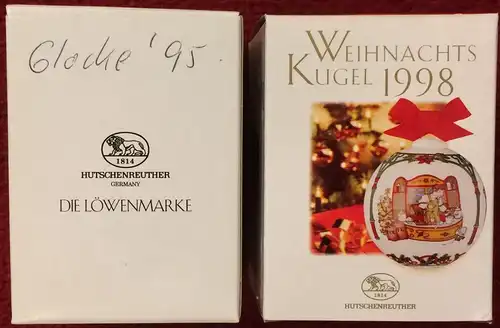 Glocke '95.
1814
HUTSCHENREUTHER
GERMANY
DIE LÖWENMARKE
WEIHNACHTS
KUGEL 1998
1814
HUTSCHENREUTHER